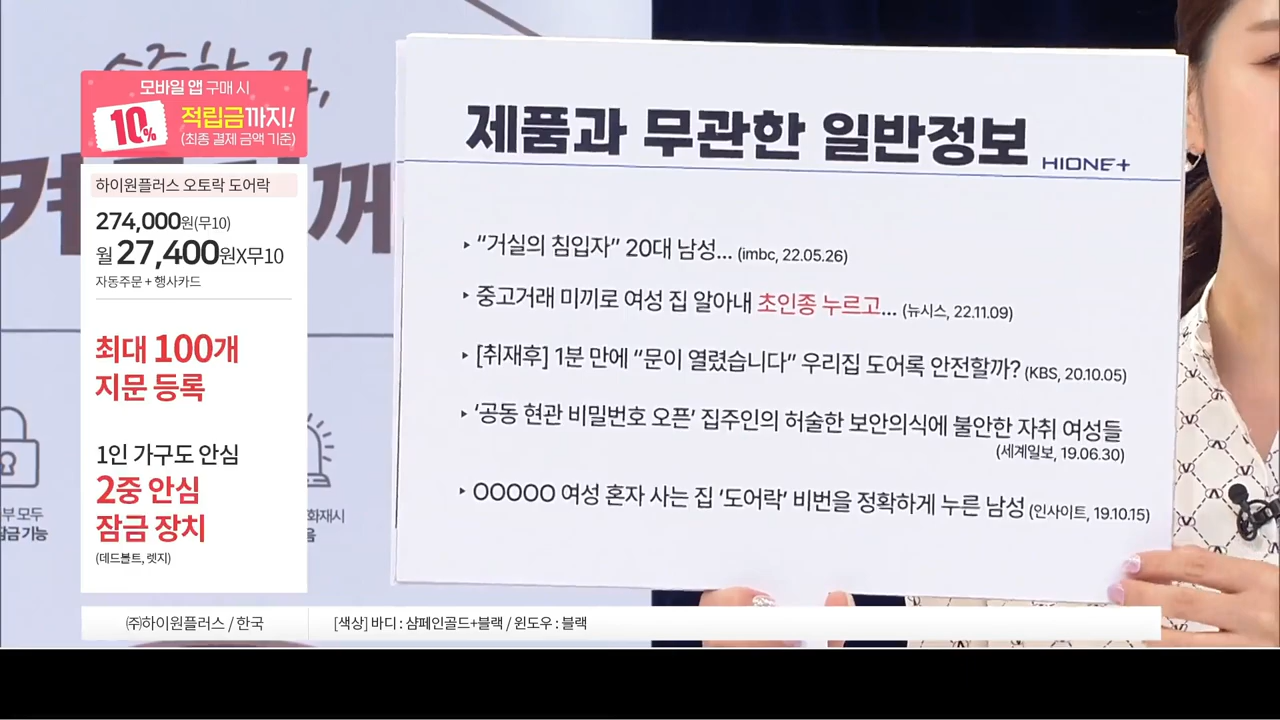 모바일 앱 구매 시
10%
적립금까지!
(최종 결제 금액 기준)
하이원플러스 오토락 도어락
274,000원(무10)
월 27,400원X무10
자동주문 + 행사카드
최대 100개
지문 등록
1인 가구도 안심
2중 안심
잠금 장치
(데드볼트, 렛지)
께
부 모두
잠금 기능
화재시
제품과 무관한 일반정보
HIONE+
▸ “거실의 침입자” 20대 남성... (imbc, 22.05.26)
▸ 중고거래 미끼로 여성 집 알아내 초인종 누르고... (뉴시스, 22.11.09)
▸ [취재후] 1분 만에 “문이 열렸습니다” 우리집 도어록 안전할까? (KBS, 20.10.05)
▸ ‘공동 현관 비밀번호 오픈’ 집주인의 허술한 보안의식에 불안한 자취 여성들
(세계일보, 19.06.30)
▸ OOOOO 여성 혼자 사는 집 ‘도어락’ 비번을 정확하게 누른 남성 (인사이트, 19.10.15)
㈜하이원플러스 / 한국
[색상] 바디 : 샴페인골드+블랙 / 윈도우 : 블랙